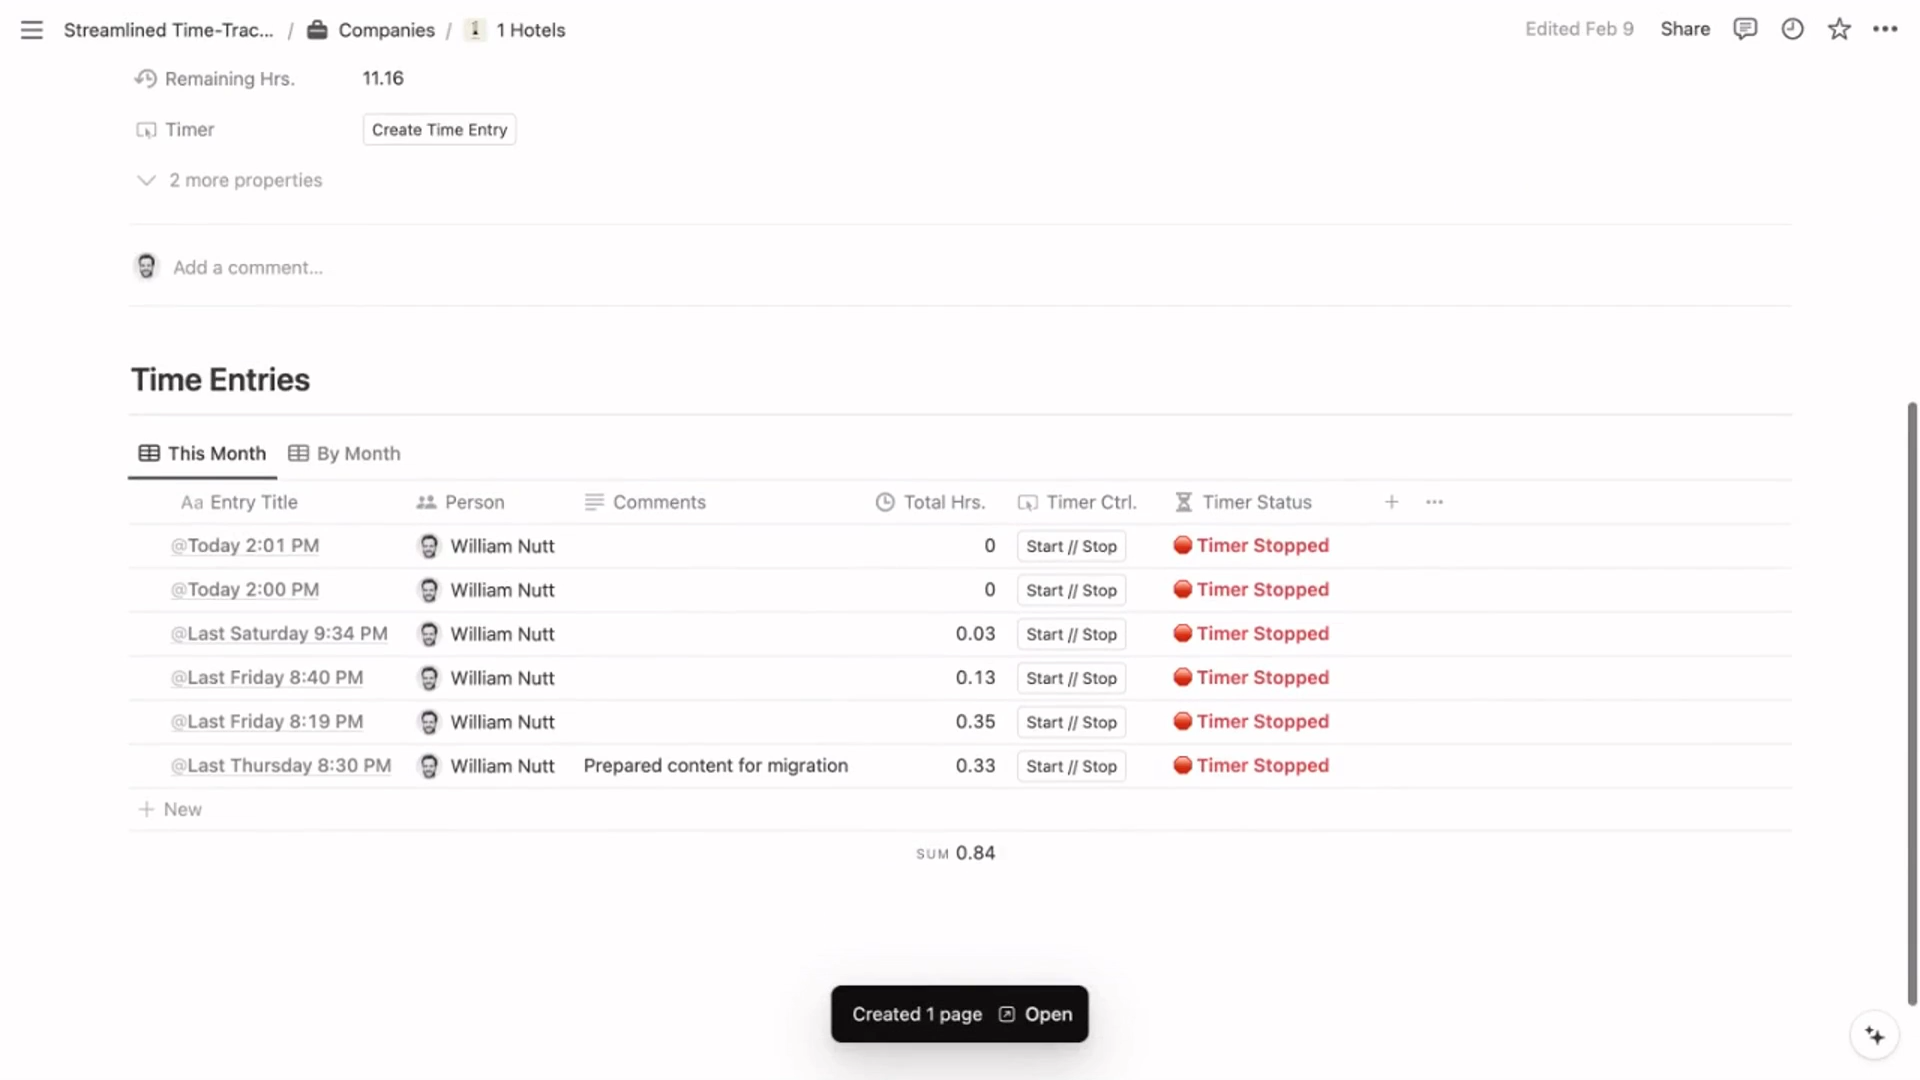 Streamlined Time-Trac... / Companies / 1 Hotels
Edited Feb 9 Share
Remaining Hrs. 11.16
Timer Create Time Entry
2 more properties
Add a comment...
Time Entries
This Month By Month
Aa Entry Title Person Comments Total Hrs. Timer Ctrl. Timer Status
@Today 2:01 PM William Nutt 0 Start // Stop Timer Stopped
@Today 2:00 PM William Nutt 0 Start // Stop Timer Stopped
@Last Saturday 9:34 PM William Nutt 0.03 Start // Stop Timer Stopped
@Last Friday 8:40 PM William Nutt 0.13 Start // Stop Timer Stopped
@Last Friday 8:19 PM William Nutt 0.35 Start // Stop Timer Stopped
@Last Thursday 8:30 PM William Nutt Prepared content for migration 0.33 Start // Stop Timer Stopped
+ New
SUM 0.84
Created 1 page Open